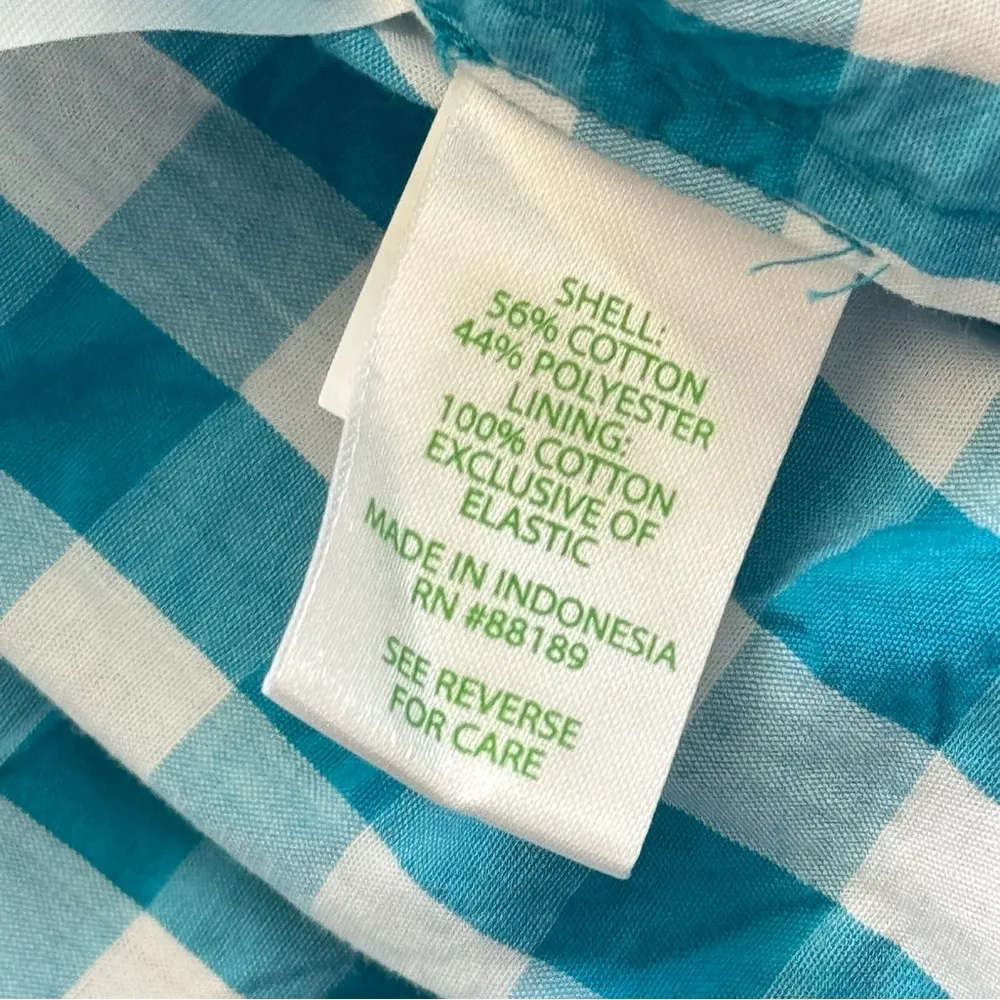 SHELL:
56% COTTON
44% POLYESTER
LINING:
100% COTTON
EXCLUSIVE OF
ELASTIC
MADE IN INDONESIA
RN #88189
SEE REVERSE
FOR CARE